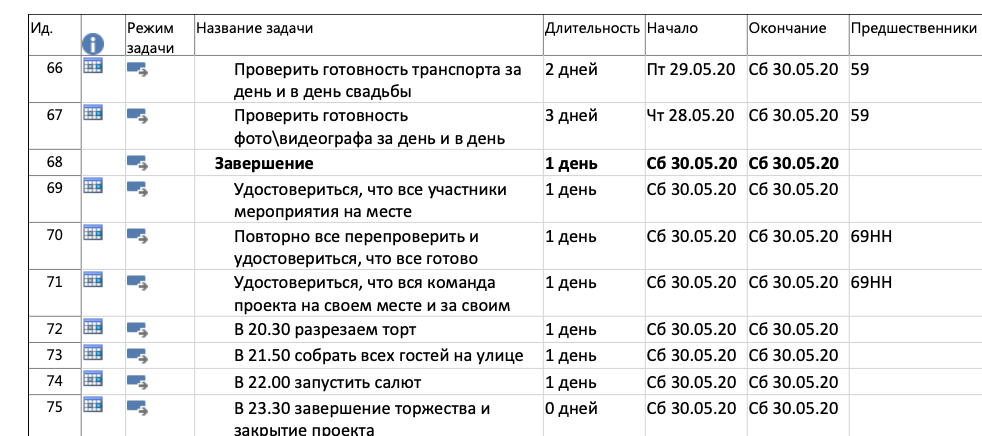 Ид. Режим задачи Название задачи Длительность Начало Окончание Предшественники
66 Проверить готовность транспорта за 2 дней Пт 29.05.20 Сб 30.05.20 59
день и в день свадьбы
67 Проверить готовность 3 дней Чт 28.05.20 Сб 30.05.20 59
фото\видеографа за день и в день
68 Завершение 1 день Сб 30.05.20 Сб 30.05.20
69 Удостовериться, что все участники 1 день Сб 30.05.20 Сб 30.05.20
мероприятия на месте
70 Повторно все перепроверить и 1 день Сб 30.05.20 Сб 30.05.20 69НН
удостовериться, что все готово
71 Удостовериться, что вся команда 1 день Сб 30.05.20 Сб 30.05.20 69НН
проекта на своем месте и за своим
72 В 20.30 разрезаем торт 1 день Сб 30.05.20 Сб 30.05.20
73 В 21.50 собрать всех гостей на улице 1 день Сб 30.05.20 Сб 30.05.20
74 В 22.00 запустить салют 1 день Сб 30.05.20 Сб 30.05.20
75 В 23.30 завершение торжества и 0 дней Сб 30.05.20 Сб 30.05.20
закрытие проекта